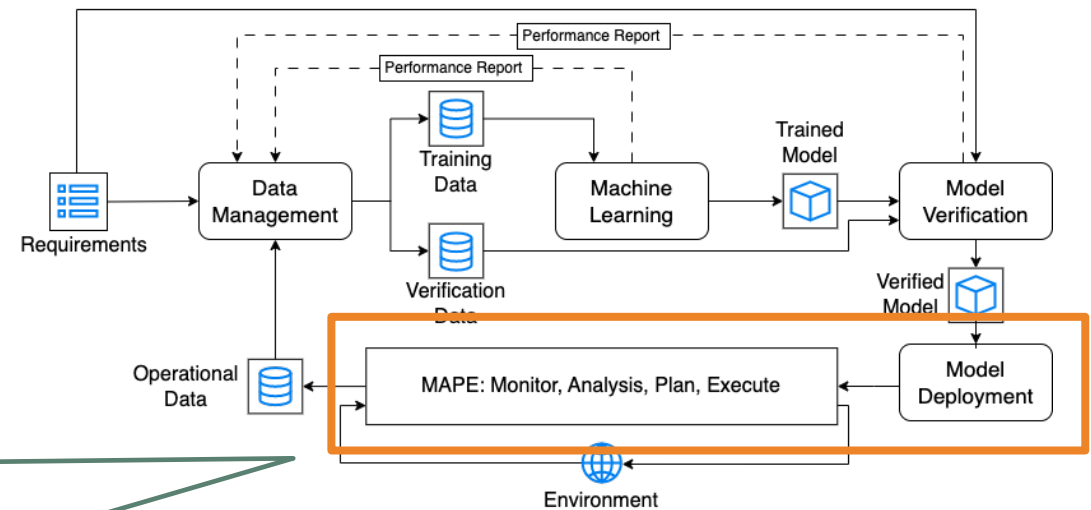 Performance Report
Performance Report
Training
Data
Trained
Model
Data
Management
Machine
Learning
Model
Verification
Requirements
Verification
Data
Verified
Model
Operational
Data
MAPE: Monitor, Analysis, Plan, Execute
Model
Deployment
Environment